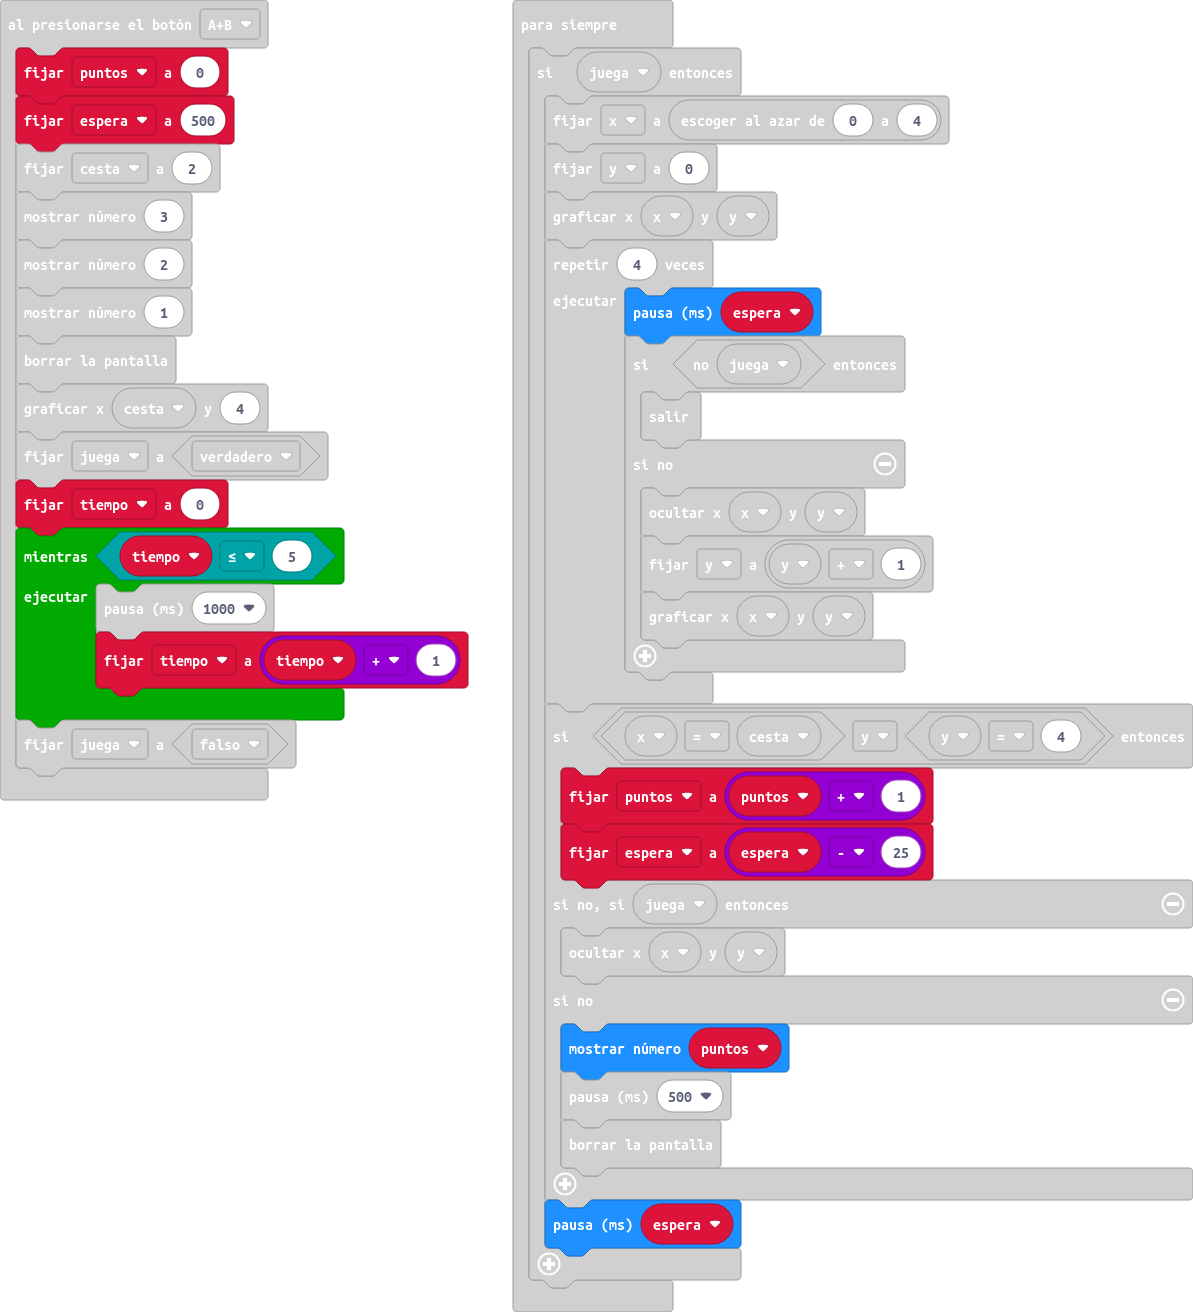 al presionarse el botón A+B
fijar puntos a 0
fijar espera a 500
fijar cesta a 2
mostrar número 3
mostrar número 2
mostrar número 1
borrar la pantalla
graficar x cesta y 4
fijar juega a verdadero
fijar tiempo a 0
mientras tiempo ≤ 5
ejecutar
pausa (ms) 1000
fijar tiempo a tiempo + 1
fijar juega a falso
para siempre
si juega entonces
fijar x a escoger al azar de 0 a 4
fijar y a 0
graficar x x y y
repetir 4 veces
ejecutar
pausa (ms) espera
si no juega entonces
salir
si no
ocultar x x y y
fijar y a y + 1
graficar x x y y
si x = cesta y y = 4 entonces
fijar puntos a puntos + 1
fijar espera a espera - 25
si no, si juega entonces
ocultar x x y y
si no
mostrar número puntos
pausa (ms) 500
borrar la pantalla
pausa (ms) espera